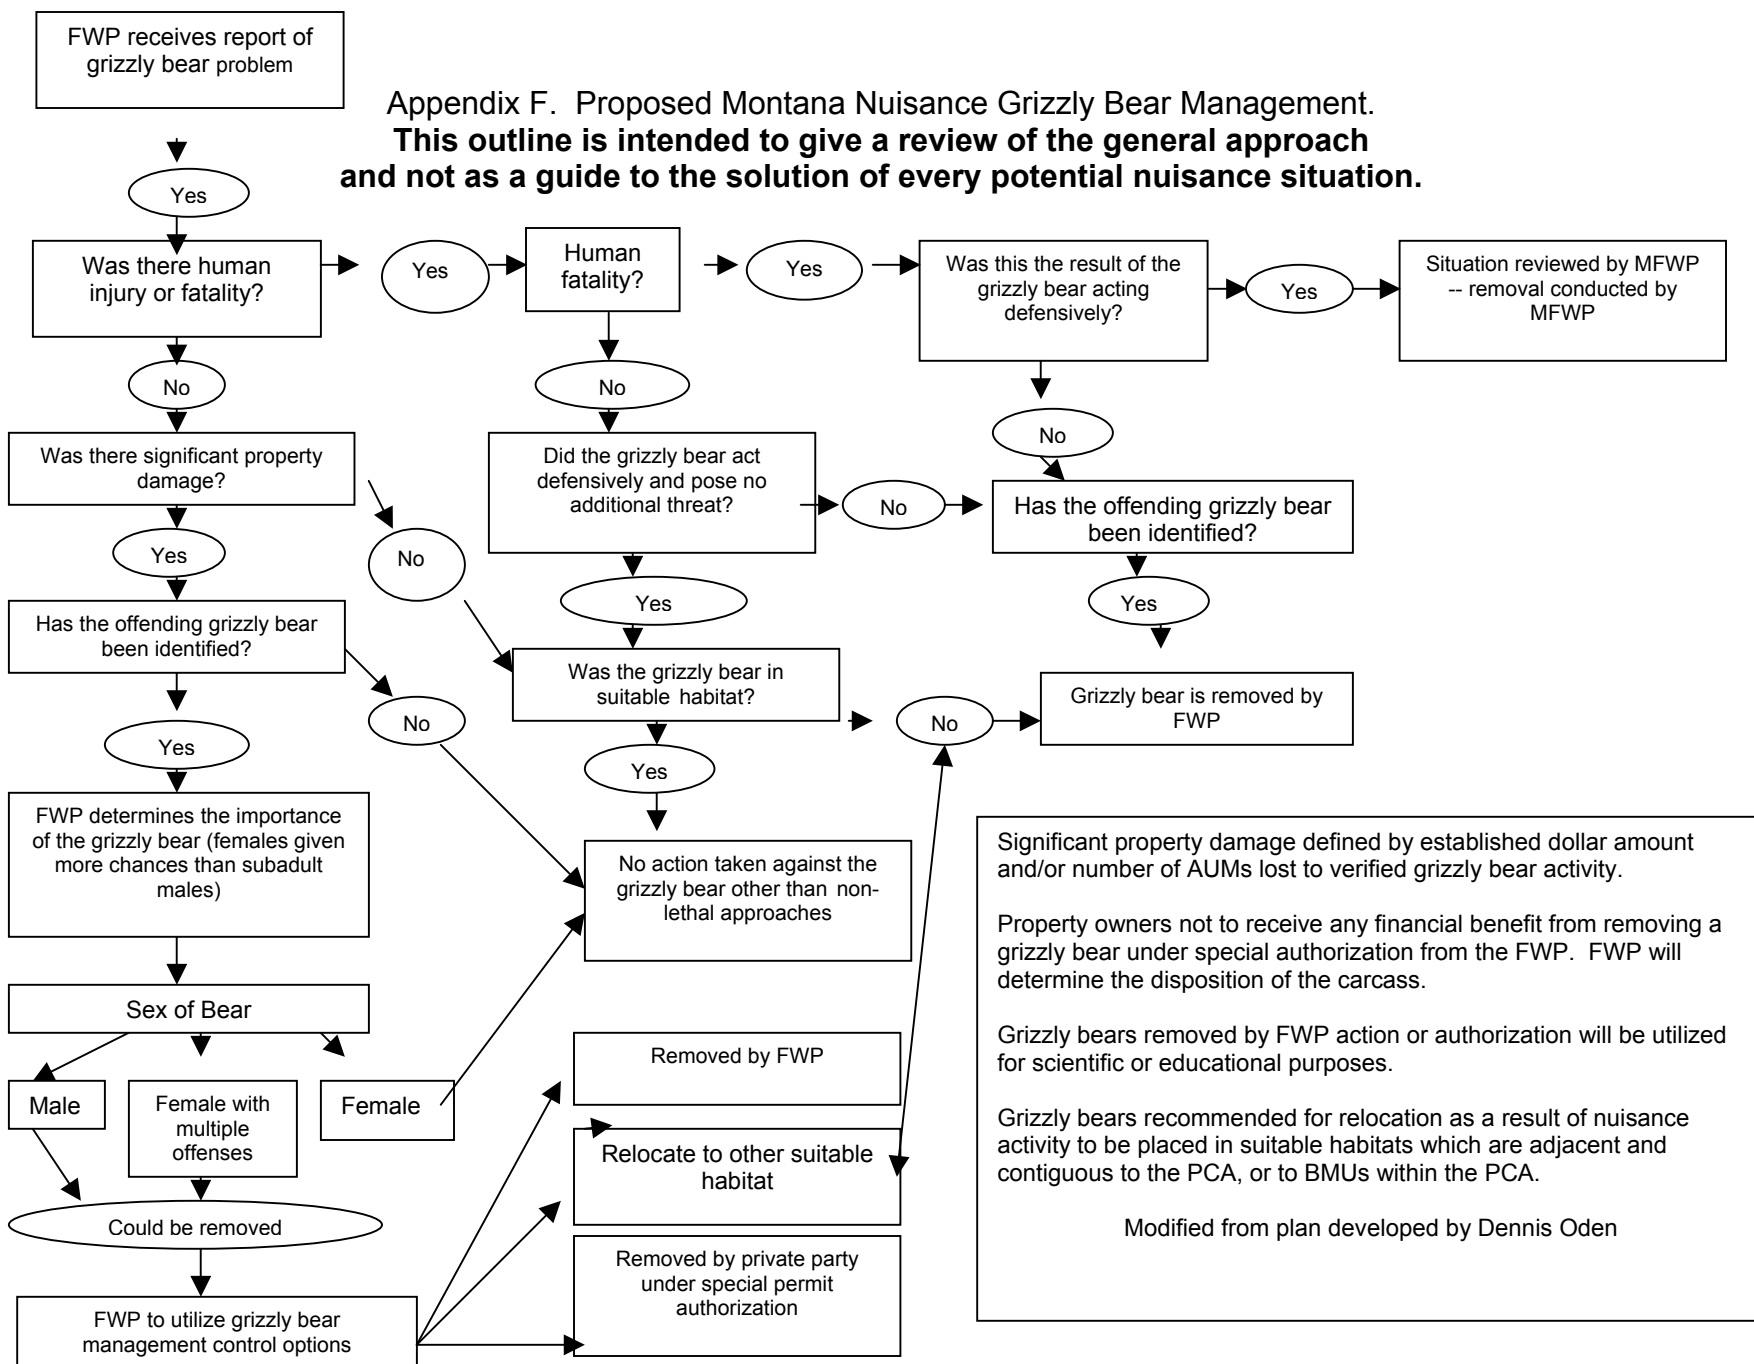 FWP receives report of
grizzly bear problem
Appendix F. Proposed Montana Nuisance Grizzly Bear Management.
This outline is intended to give a review of the general approach
and not as a guide to the solution of every potential nuisance situation.
Yes
Was there human
injury or fatality?
Yes
Human
fatality?
Yes
Was this the result of the
grizzly bear acting
defensively?
Yes
Situation reviewed by MFWP
-- removal conducted by
MFWP
No
No
No
Was there significant property
damage?
Did the grizzly bear act
defensively and pose no
additional threat?
No
Has the offending grizzly bear
been identified?
Yes
No
Yes
Yes
Has the offending grizzly bear
been identified?
Was the grizzly bear in
suitable habitat?
No
Grizzly bear is removed by
FWP
No
Yes
Yes
FWP determines the importance
of the grizzly bear (females given
more chances than subadult
males)
No action taken against the
grizzly bear other than non-
lethal approaches
Sex of Bear
Male
Female with
multiple
offenses
Female
Could be removed
FWP to utilize grizzly bear
management control options
Removed by FWP
Relocate to other suitable
habitat
Removed by private party
under special permit
authorization
Significant property damage defined by established dollar amount
and/or number of AUMs lost to verified grizzly bear activity.
Property owners not to receive any financial benefit from removing a
grizzly bear under special authorization from the FWP. FWP will
determine the disposition of the carcass.
Grizzly bears removed by FWP action or authorization will be utilized
for scientific or educational purposes.
Grizzly bears recommended for relocation as a result of nuisance
activity to be placed in suitable habitats which are adjacent and
contiguous to the PCA, or to BMUs within the PCA.
Modified from plan developed by Dennis Oden